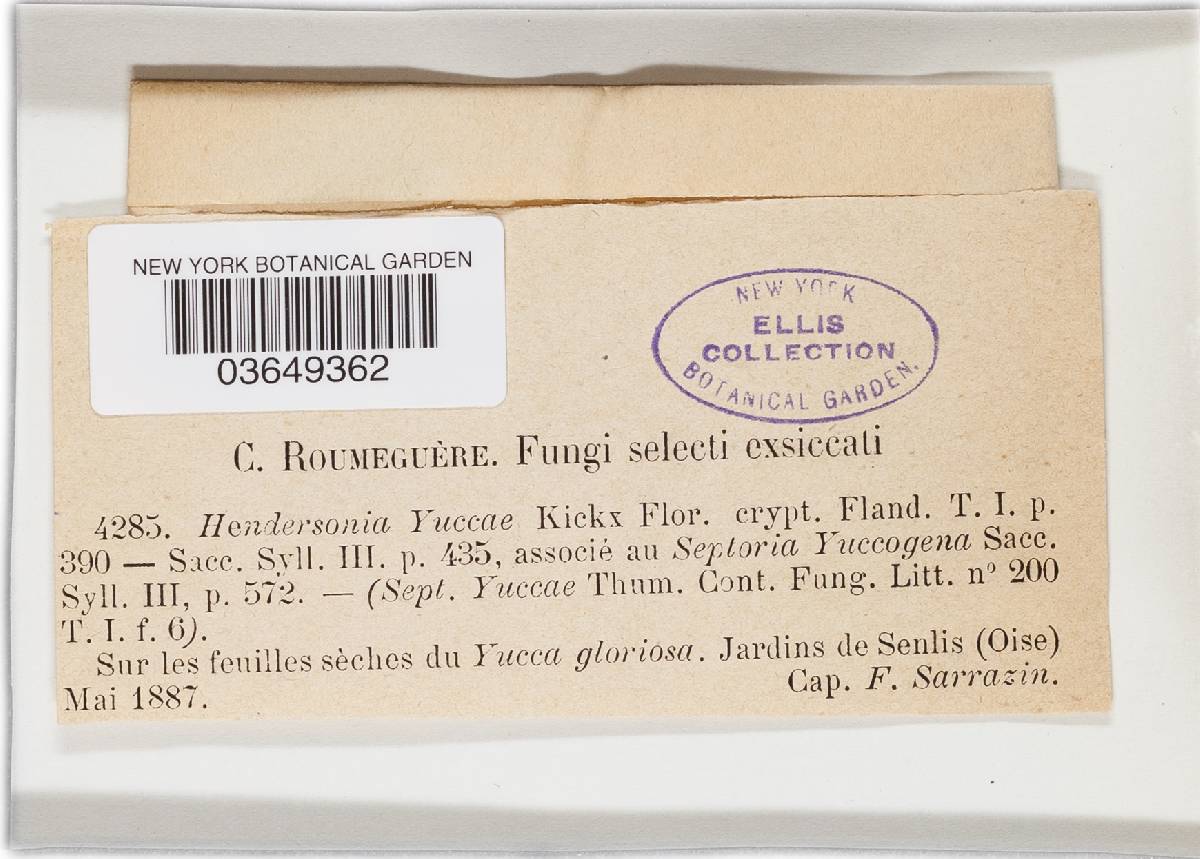 NEW YORK BOTANICAL GARDEN
03649362
NEW YORK
ELLIS
COLLECTION
BOTANICAL GARDEN.
C. ROUMEGUÈRE. Fungi selecti exsiccati
4285. Hendersonia Yuccae Kickx Flor. crypt. Fland. T. I. p.
390 — Sacc. Syll. III. p. 435, associé au Septoria Yuccogena Sacc.
Syll. III, p. 572. — (Sept. Yuccae Thum. Cont. Fung. Litt. nº 200
T. I. f. 6).
Sur les feuilles sèches du Yucca gloriosa. Jardins de Senlis (Oise)
Mai 1887. Cap. F. Sarrazin.